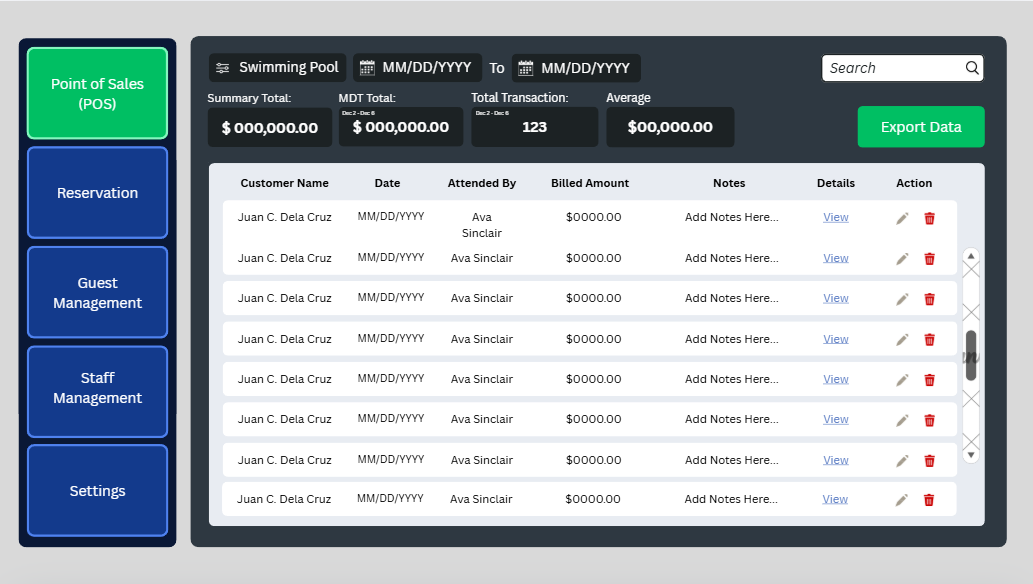 Point of Sales
(POS)
Reservation
Guest
Management
Staff
Management
Settings
Swimming Pool
MM/DD/YYYY
To
MM/DD/YYYY
Search
Summary Total:
MDT Total:
Total Transaction:
Average
$ 000,000.00
Dec 2 - Dec 6
$ 000,000.00
Dec 2 - Dec 6
123
$00,000.00
Export Data
Customer Name Date Attended By Billed Amount Notes Details Action
Juan C. Dela Cruz MM/DD/YYYY Ava $0000.00 Add Notes Here... View
Sinclair
Juan C. Dela Cruz MM/DD/YYYY Ava Sinclair $0000.00 Add Notes Here... View
Juan C. Dela Cruz MM/DD/YYYY Ava Sinclair $0000.00 Add Notes Here... View
Juan C. Dela Cruz MM/DD/YYYY Ava Sinclair $0000.00 Add Notes Here... View
Juan C. Dela Cruz MM/DD/YYYY Ava Sinclair $0000.00 Add Notes Here... View
Juan C. Dela Cruz MM/DD/YYYY Ava Sinclair $0000.00 Add Notes Here... View
Juan C. Dela Cruz MM/DD/YYYY Ava Sinclair $0000.00 Add Notes Here... View
Juan C. Dela Cruz MM/DD/YYYY Ava Sinclair $0000.00 Add Notes Here... View